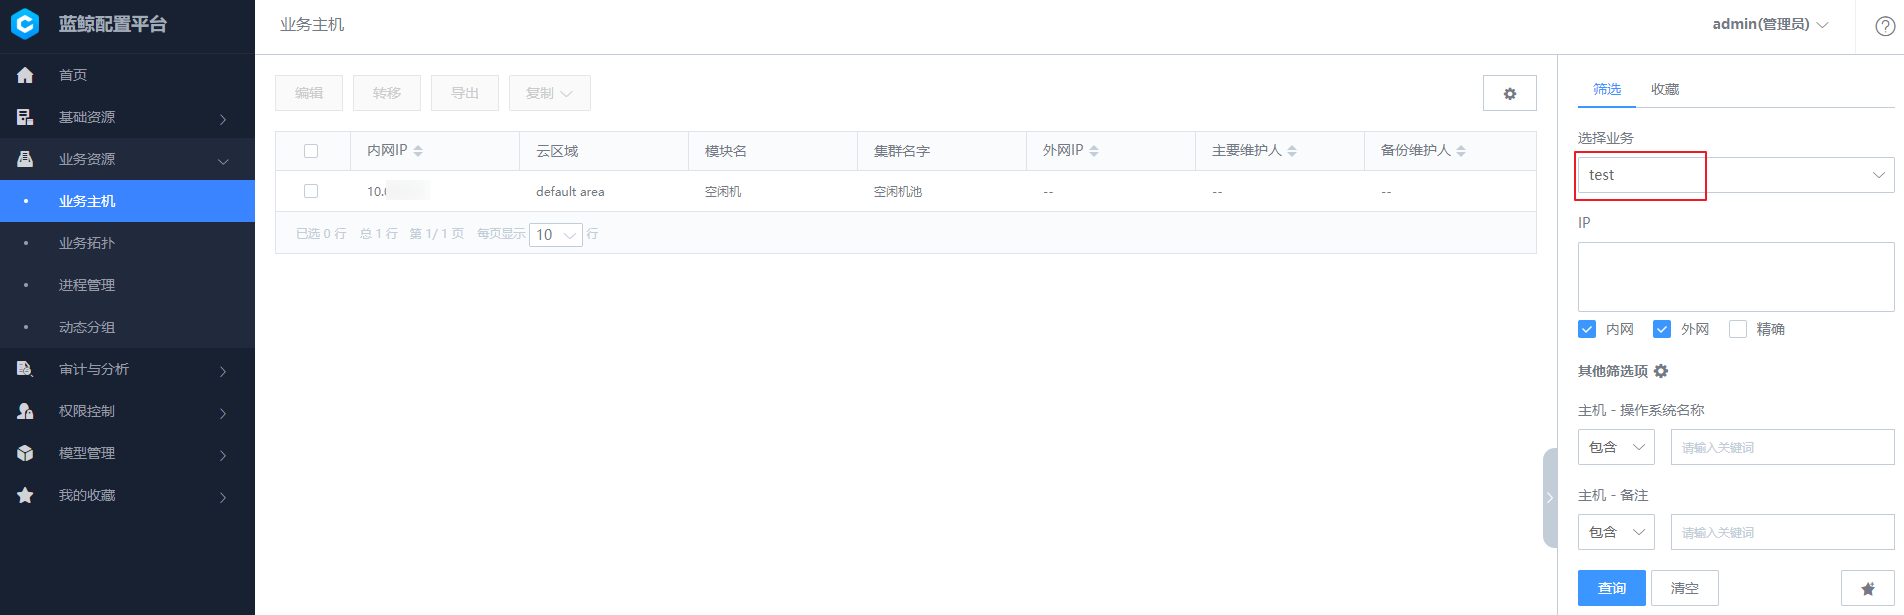 蓝鲸配置平台
业务主机
admin(管理员)
首页
基础资源
业务资源
业务主机
业务拓扑
进程管理
动态分组
审计与分析
权限控制
模型管理
我的收藏
编辑 转移 导出 复制
内网IP 云区域 模块名 集群名字 外网IP 主要维护人 备份维护人
10. default area 空闲机 空闲机池 -- -- --
已选 0 行 总 1 行 第 1/ 1 页 每页显示 10 行
筛选 收藏
选择业务
test
IP
内网 外网 精确
其他筛选项
主机 - 操作系统名称
包含 请输入关键词
主机 - 备注
包含 请输入关键词
查询 清空